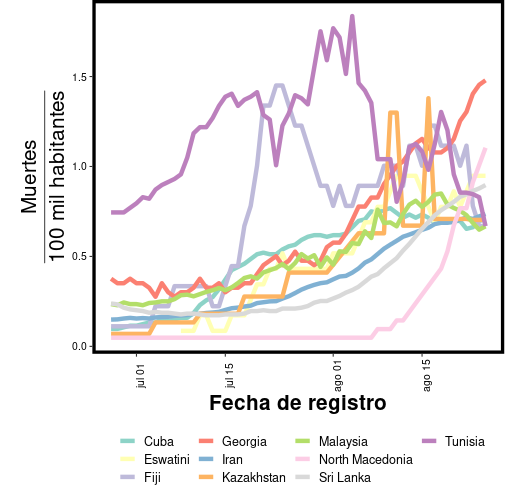 Muertes
100 mil habitantes
1.5
1.0
0.5
0.0
jul 01
jul 15
ago 01
ago 15
Fecha de registro
Cuba
Georgia
Malaysia
Tunisia
Eswatini
Iran
North Macedonia
Fiji
Kazakhstan
Sri Lanka